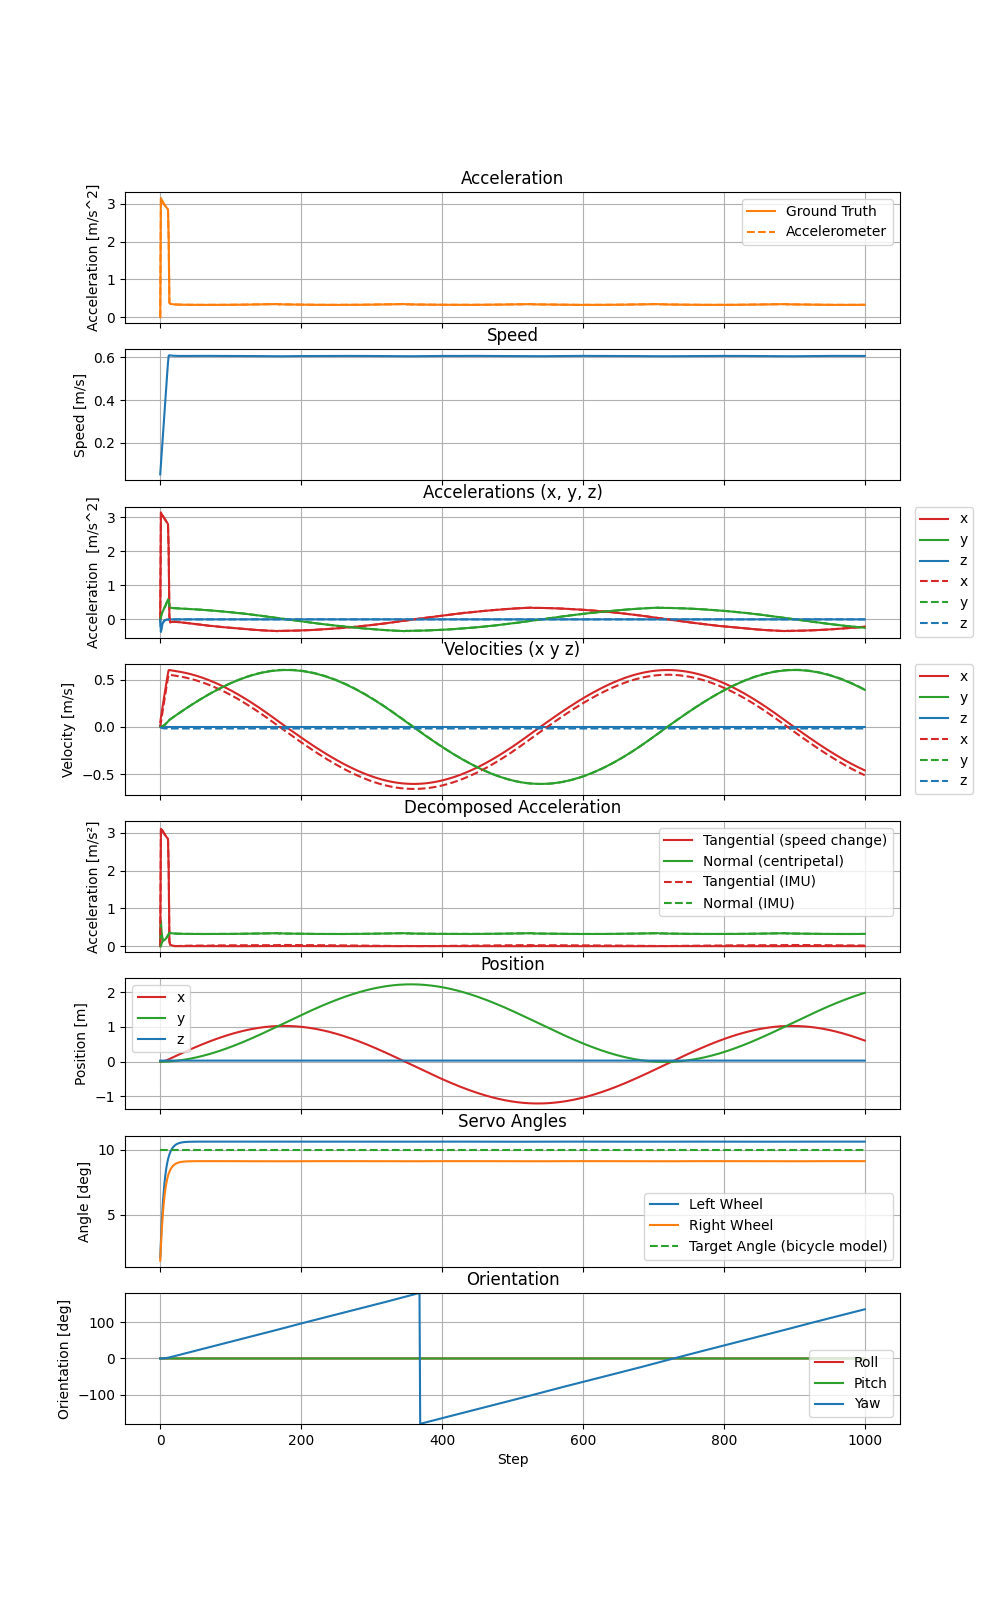 Acceleration
Acceleration [m/s^2]
3
2
1
0
Ground Truth
Accelerometer
Speed
Speed [m/s]
0.6
0.4
0.2
Accelerations (x, y, z)
Acceleration  [m/s^2]
3
2
1
0
x
y
z
x
y
z
Velocities (x y z)
Velocity [m/s]
0.5
0.0
−0.5
x
y
z
x
y
z
Decomposed Acceleration
Acceleration [m/s²]
3
2
1
0
Tangential (speed change)
Normal (centripetal)
Tangential (IMU)
Normal (IMU)
Position
Position [m]
2
1
0
−1
x
y
z
Servo Angles
Angle [deg]
10
5
Left Wheel
Right Wheel
Target Angle (bicycle model)
Orientation
Orientation [deg]
100
0
−100
Roll
Pitch
Yaw
0 200 400 600 800 1000
Step